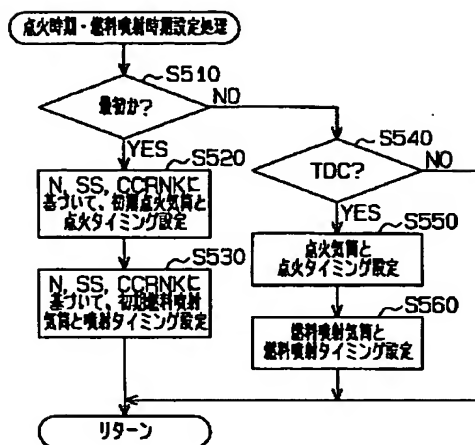 点火時期・燃料噴射時期設定処理
S510
最初か?
NO
YES
S520
N, SS, CCRNKに
基づいて、初期点火気筒と
点火タイミング設定
S530
N, SS, CCRNKに
基づいて、初期燃料噴射
気筒と噴射タイミング設定
S540
TDC?
NO
YES
S550
点火気筒と
点火タイミング設定
S560
燃料噴射気筒と
燃料噴射タイミング設定
リターン